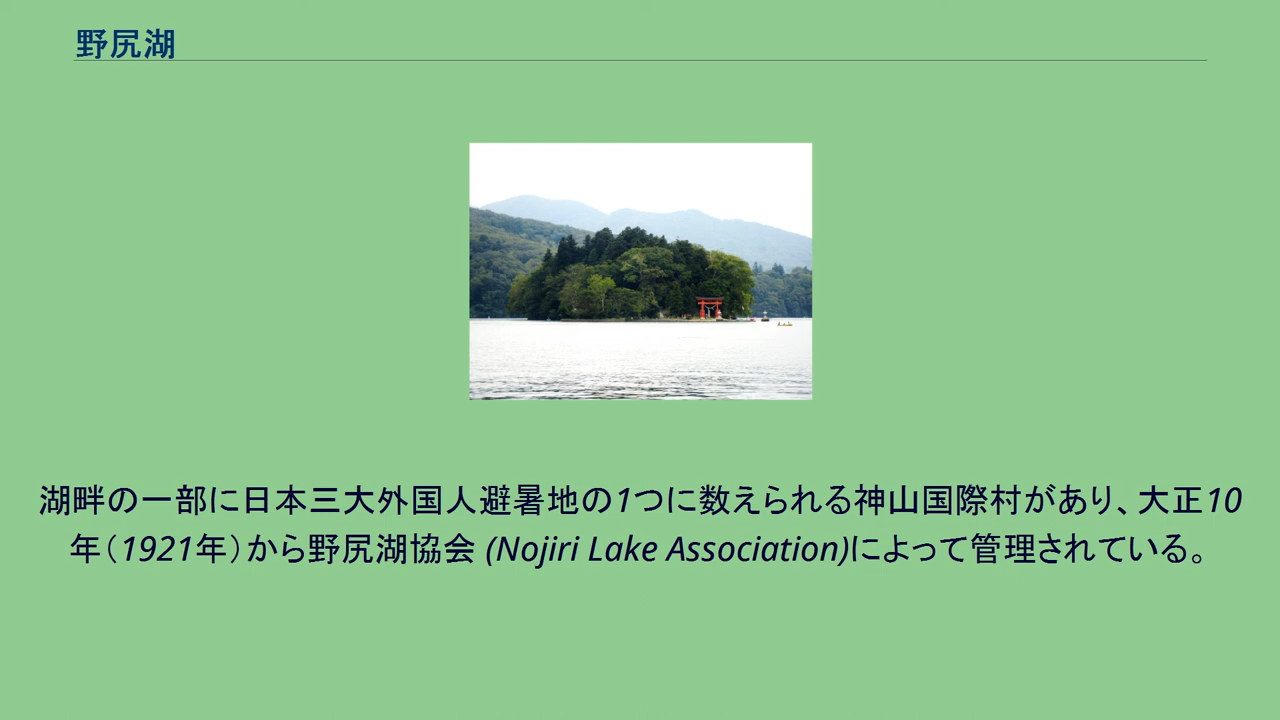 野尻湖
湖畔の一部に日本三大外国人避暑地の1つに数えられる神山国際村があり、大正10
年（1921年）から野尻湖協会 (Nojiri Lake Association)によって管理されている。